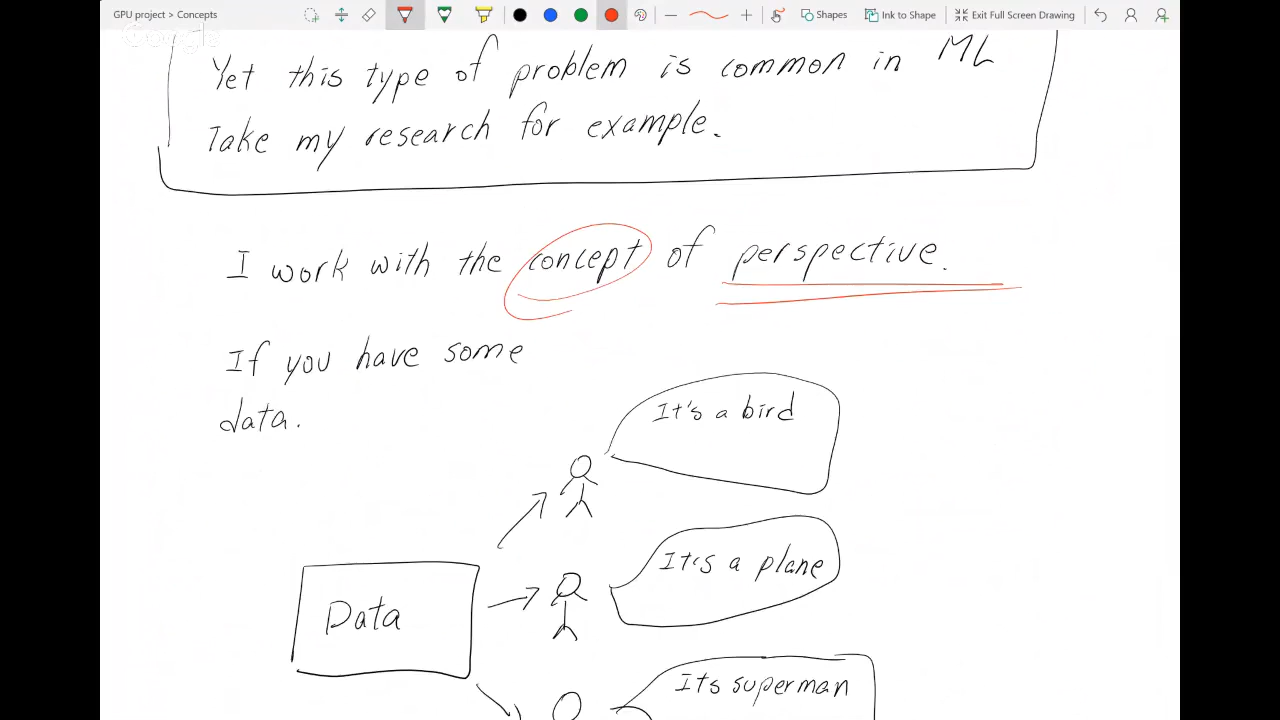 GPU project > Concepts
Shapes
Ink to Shape
Exit Full Screen Drawing
Google
Yet this type of problem is common in ML
Take my research for example.
I work with the concept of perspective.
If you have some
data.
It's a bird
It's a plane
Data
Its superman